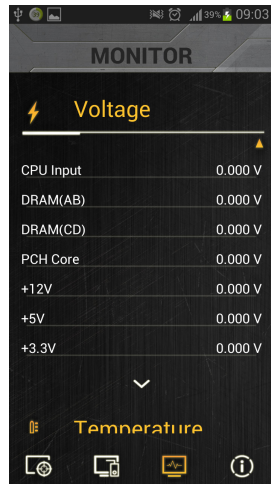 39% 09:03
MONITOR
Voltage
CPU Input 0.000 V
DRAM(AB) 0.000 V
DRAM(CD) 0.000 V
PCH Core 0.000 V
+12V 0.000 V
+5V 0.000 V
+3.3V 0.000 V
Temperature